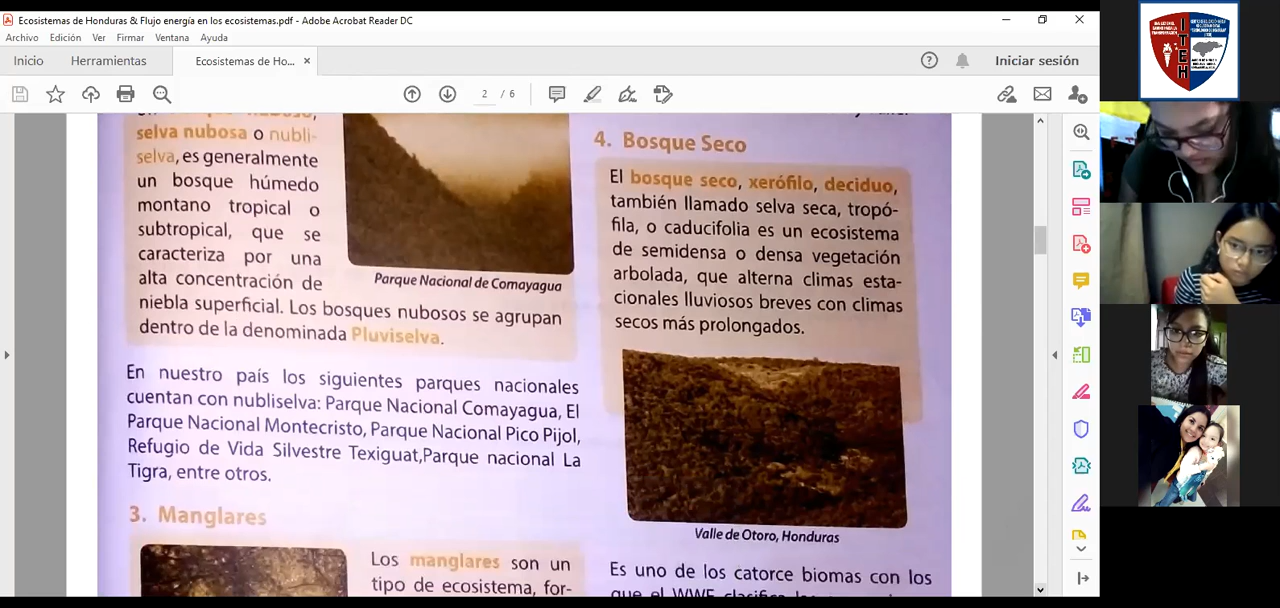 Ecosistemas de Honduras & Flujo energía en los ecosistemas.pdf - Adobe Acrobat Reader DC
Archivo Edición Ver Firmar Ventana Ayuda
Inicio Herramientas Ecosistemas de Ho... × Iniciar sesión
2 / 6
selva nubosa o nubli-
selva, es generalmente
un bosque húmedo
montano tropical o
subtropical, que se
caracteriza por una
alta concentración de
niebla superficial. Los bosques nubosos se agrupan
dentro de la denominada Pluviselva.
Parque Nacional de Comayagua
En nuestro país los siguientes parques nacionales
cuentan con nubliselva: Parque Nacional Comayagua, El
Parque Nacional Montecristo, Parque Nacional Pico Pijol,
Refugio de Vida Silvestre Texiguat,Parque nacional La
Tigra, entre otros.
3. Manglares
Los manglares son un
tipo de ecosistema, for-
4. Bosque Seco
El bosque seco, xerófilo, deciduo,
también llamado selva seca, tropó-
fila, o caducifolia es un ecosistema
de semidensa o densa vegetación
arbolada, que alterna climas esta-
cionales lluviosos breves con climas
secos más prolongados.
Valle de Otoro, Honduras
Es uno de los catorce biomas con los
que el WWF clasifica
ITEH